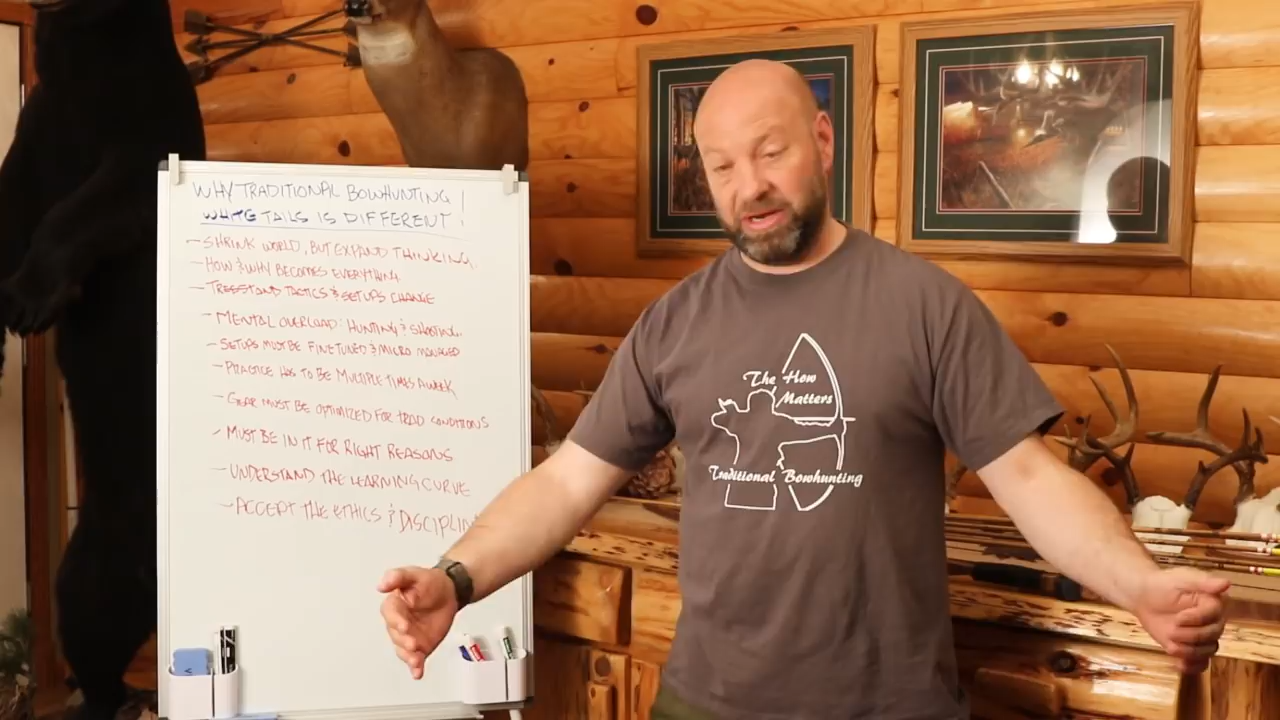 WHY TRADITIONAL BOWHUNTING !
WHITETAILS IS DIFFERENT !
- SHRINK WORLD, BUT EXPAND THINKING.
- HOW & WHY BECOMES EVERYTHING
- TREESTAND TACTICS & SETUPS CHANGE
- MENTAL OVERLOAD: HUNTING & SHOOTING.
- SETUPS MUST BE FINE TUNED & MICRO MANAGED
- PRACTICE HAS TO BE MULTIPLE TIMES A WEEK
- GEAR MUST BE OPTIMIZED FOR TRAD CONDITIONS
- MUST BE IN IT FOR RIGHT REASONS
- UNDERSTAND THE LEARNING CURVE
- ACCEPT THE ETHICS & DISCIPLIN
The How
Matters
Traditional Bowhunting